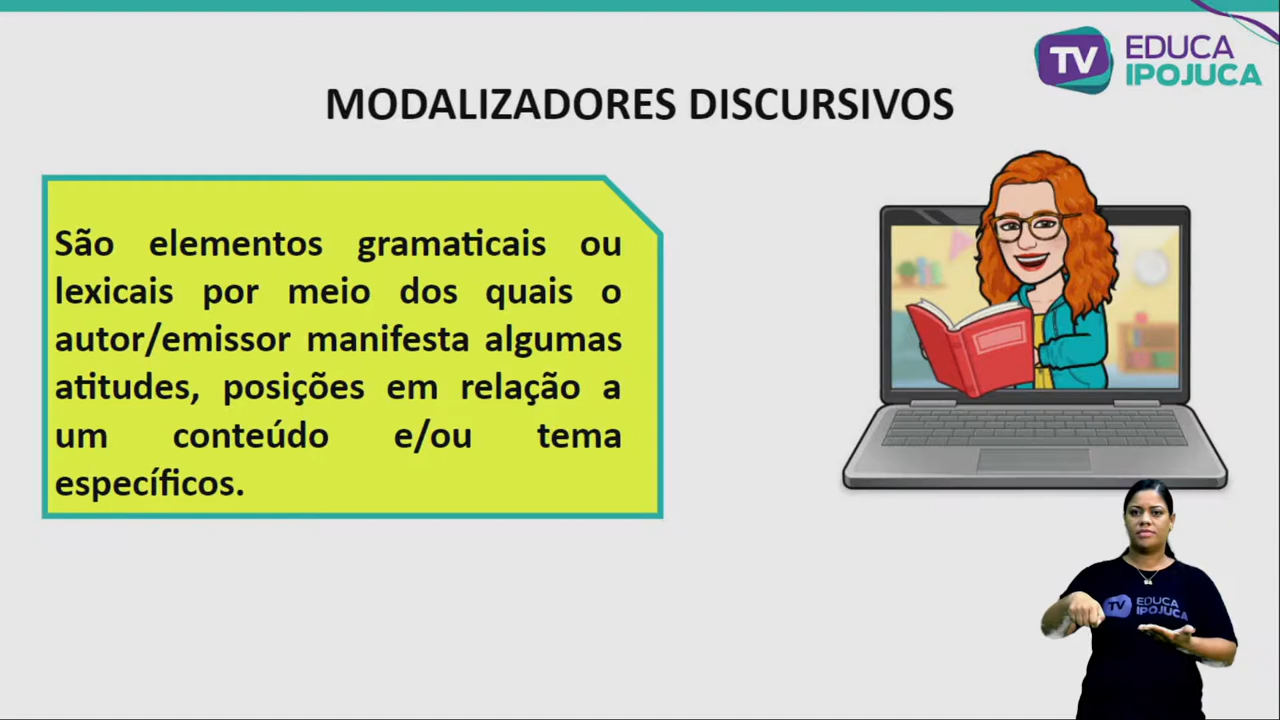 TV EDUCA
IPOJUCA
MODALIZADORES DISCURSIVOS
São elementos gramaticais ou
lexicais por meio dos quais o
autor/emissor manifesta algumas
atitudes, posições em relação a
um conteúdo e/ou tema
específicos.
TV EDUCA
IPOJUCA